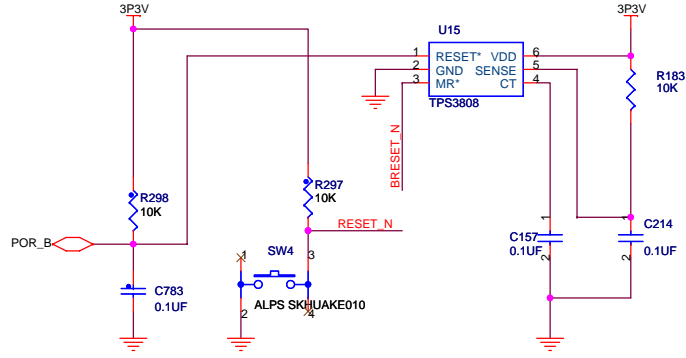 3P3V
3P3V
U15
1 RESET* VDD 6
2 GND SENSE 5
3 MR* CT 4
TPS3808
R183
10K
BRESET_N
R298
10K
R297
10K
RESET_N
POR_B
SW4
1
3
ALPS SKHUAKE010
2
4
C783
0.1UF
1
C157
0.1UF
2
1
C214
0.1UF
2